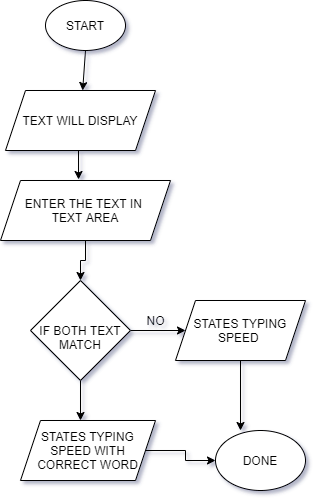 START
TEXT WILL DISPLAY
ENTER THE TEXT IN
TEXT AREA
IF BOTH TEXT
MATCH
NO
STATES TYPING
SPEED
STATES TYPING
SPEED WITH
CORRECT WORD
DONE